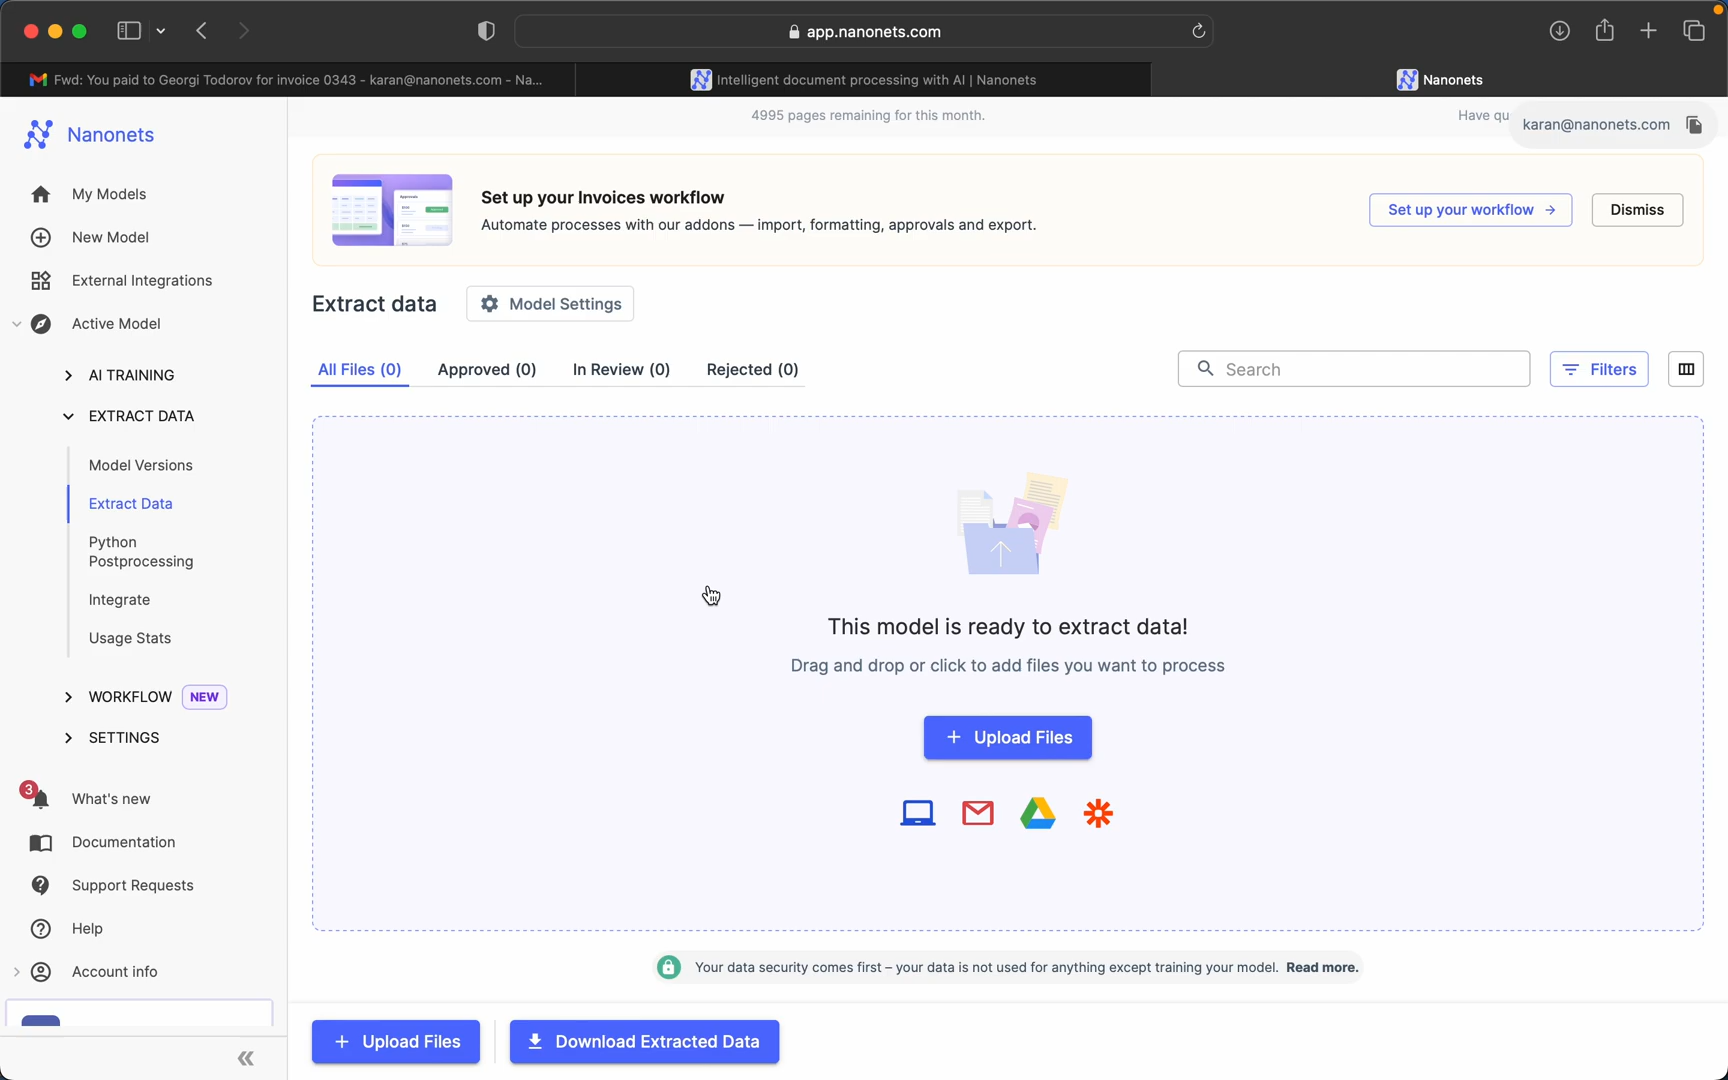 app.nanonets.com
Fwd: You paid to Georgi Todorov for invoice 0343 - karan@nanonets.com - Na...
Intelligent document processing with AI | Nanonets
Nanonets
Nanonets
4995 pages remaining for this month.
Have qu
karan@nanonets.com
My Models
New Model
External Integrations
Active Model
AI TRAINING
EXTRACT DATA
Model Versions
Extract Data
Python
Postprocessing
Integrate
Usage Stats
WORKFLOW NEW
SETTINGS
3
What's new
Documentation
Support Requests
Help
Account info
Set up your Invoices workflow
Automate processes with our addons — import, formatting, approvals and export.
Set up your workflow
Dismiss
Extract data
Model Settings
All Files (0)
Approved (0)
In Review (0)
Rejected (0)
Search
Filters
This model is ready to extract data!
Drag and drop or click to add files you want to process
+ Upload Files
Your data security comes first – your data is not used for anything except training your model. Read more.
+ Upload Files
Download Extracted Data